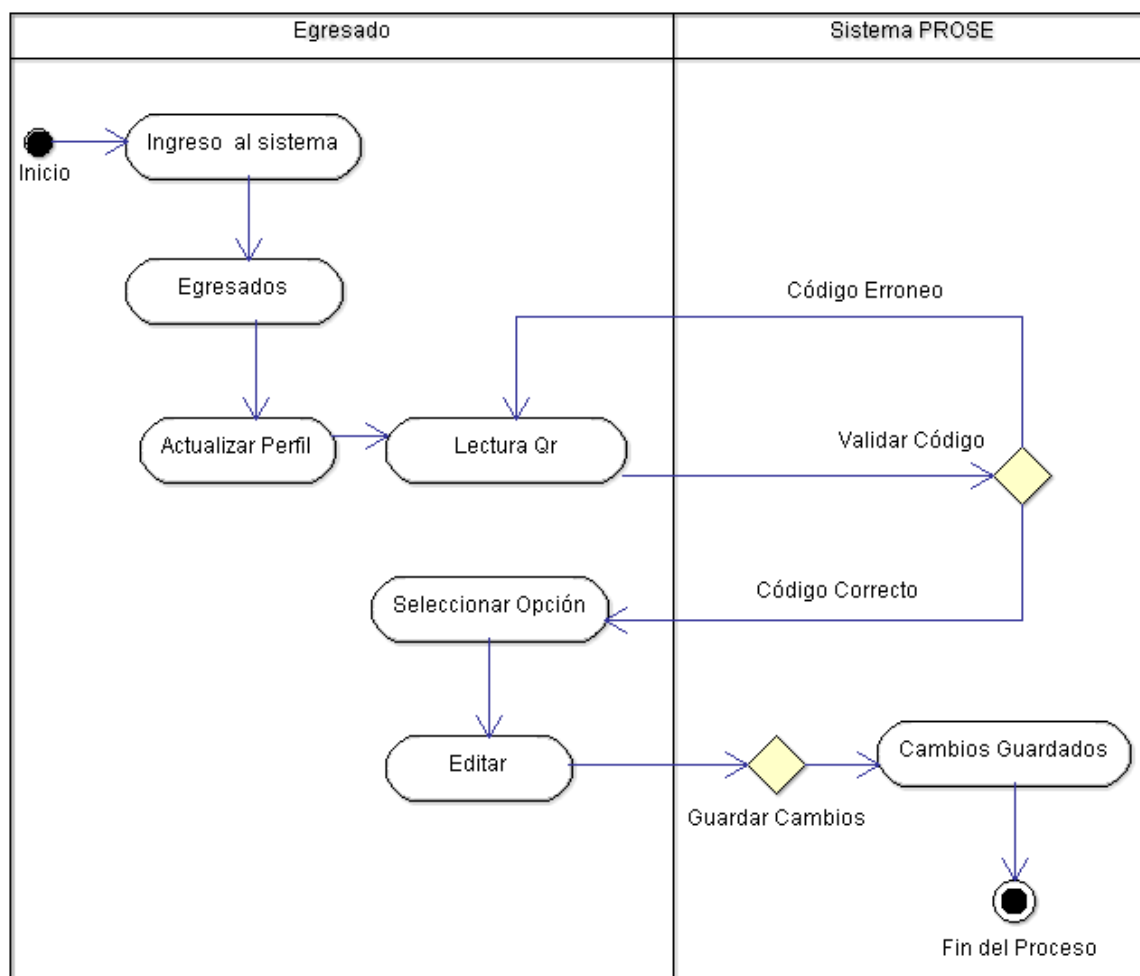 Egresado
Sistema PROSE
Ingreso al sistema
Inicio
Egresados
Código Erroneo
Actualizar Perfil
Lectura Qr
Validar Código
Seleccionar Opción
Código Correcto
Editar
Cambios Guardados
Guardar Cambios
Fin del Proceso